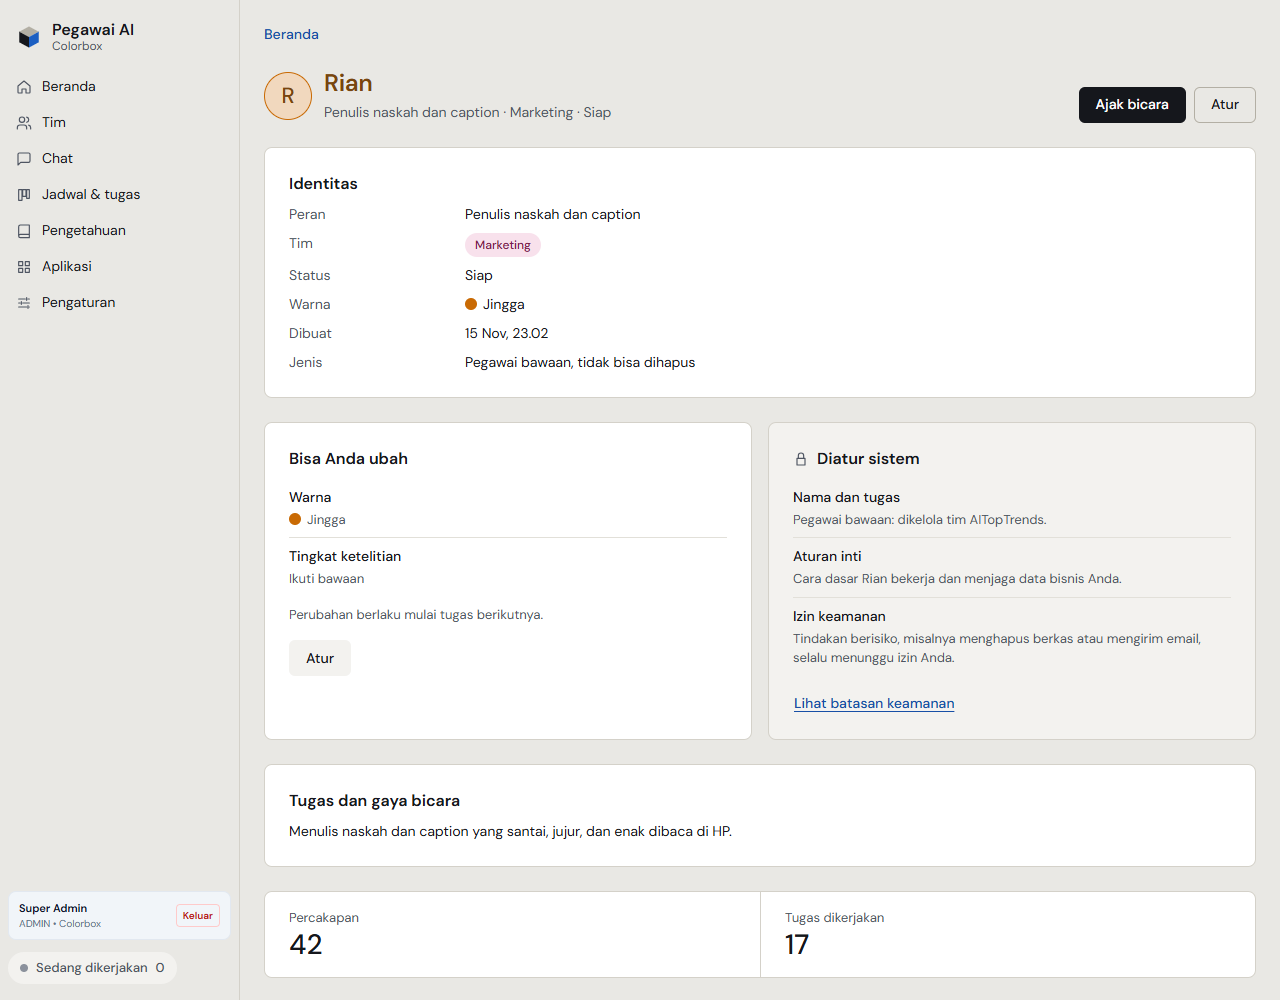 Pegawai AI
Colorbox
Beranda
Tim
Chat
Jadwal & tugas
Pengetahuan
Aplikasi
Pengaturan
Super Admin
ADMIN • Colorbox
Keluar
Sedang dikerjakan 0
Beranda
R
Rian
Penulis naskah dan caption · Marketing · Siap
Ajak bicara
Atur
Identitas
Peran Penulis naskah dan caption
Tim Marketing
Status Siap
Warna Jingga
Dibuat 15 Nov, 23.02
Jenis Pegawai bawaan, tidak bisa dihapus
Bisa Anda ubah
Warna
Jingga
Tingkat ketelitian
Ikuti bawaan
Perubahan berlaku mulai tugas berikutnya.
Atur
Diatur sistem
Nama dan tugas
Pegawai bawaan: dikelola tim AITopTrends.
Aturan inti
Cara dasar Rian bekerja dan menjaga data bisnis Anda.
Izin keamanan
Tindakan berisiko, misalnya menghapus berkas atau mengirim email,
selalu menunggu izin Anda.
Lihat batasan keamanan
Tugas dan gaya bicara
Menulis naskah dan caption yang santai, jujur, dan enak dibaca di HP.
Percakapan
42
Tugas dikerjakan
17